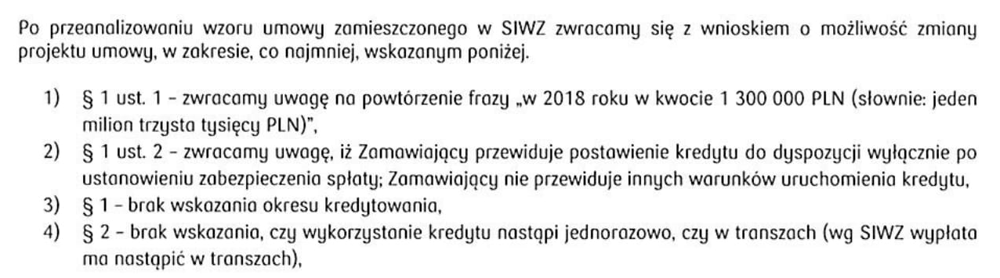 Po przeanalizowaniu wzoru umowy zamieszczonego w SIWZ zwracamy się z wnioskiem o możliwość zmiany
projektu umowy, w zakresie, co najmniej, wskazanym poniżej.
1) § 1 ust. 1 – zwracamy uwagę na powtórzenie frazy „w 2018 roku w kwocie 1 300 000 PLN (słownie: jeden
milion trzysta tysięcy PLN)”,
2) § 1 ust. 2 – zwracamy uwagę, iż Zamawiający przewiduje postawienie kredytu do dyspozycji wyłącznie po
ustanowieniu zabezpieczenia spłaty; Zamawiający nie przewiduje innych warunków uruchomienia kredytu,
3) § 1 – brak wskazania okresu kredytowania,
4) § 2 – brak wskazania, czy wykorzystanie kredytu nastąpi jednorazowo, czy w transzach (wg SIWZ wypłata
ma nastąpić w transzach),